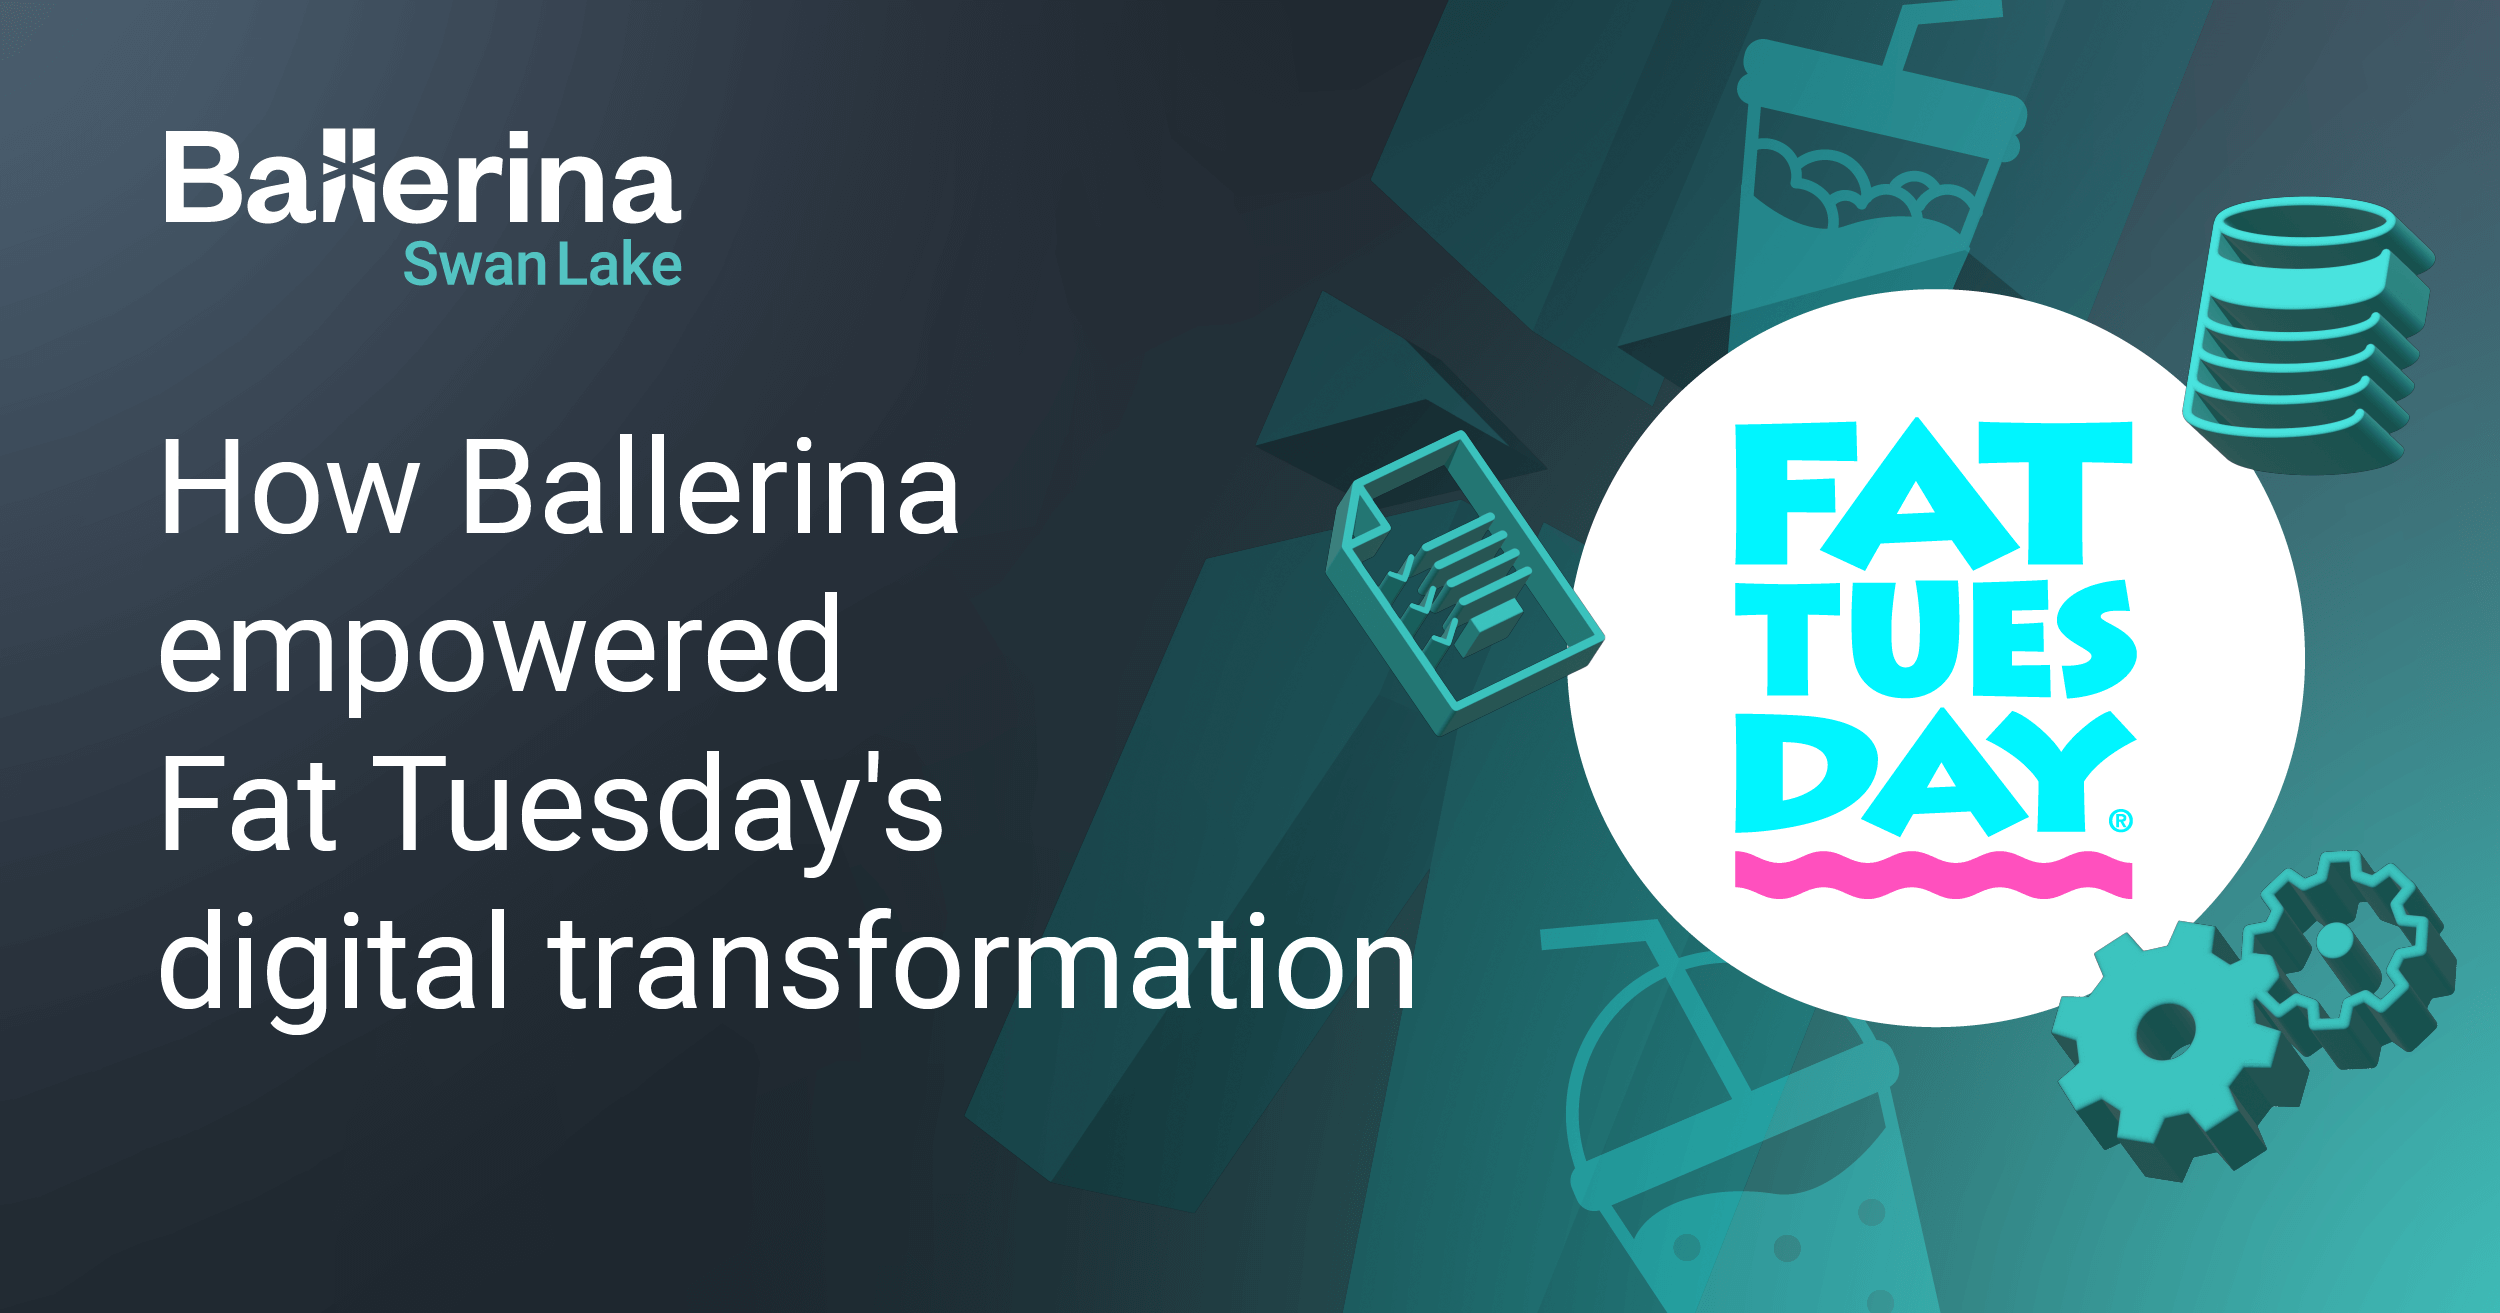 Ballerina
Swan Lake
How Ballerina
empowered
Fat Tuesday's
digital transformation
FAT
TUES
DAY®